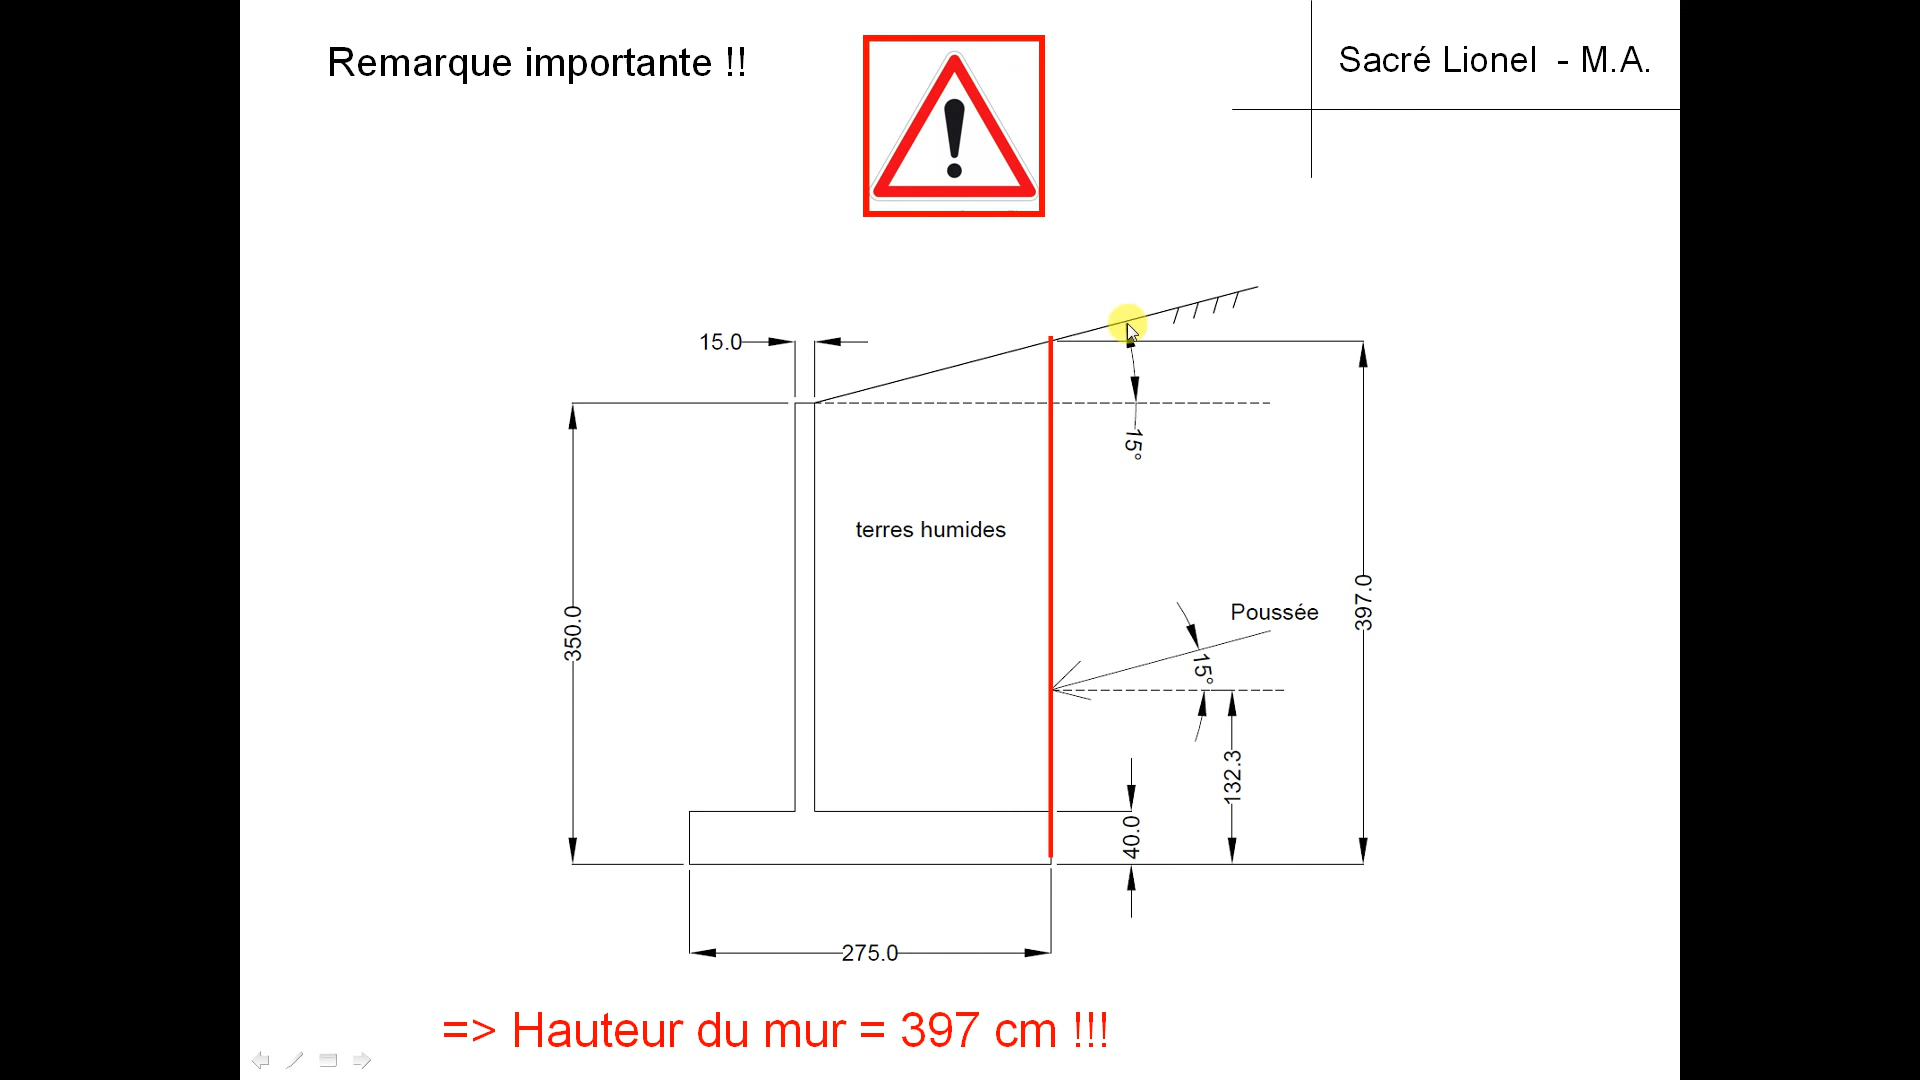 Remarque importante !!
Sacré Lionel - M.A.
15.0
15°
terres humides
350.0
Poussée
397.0
15°
132.3
40.0
275.0
=> Hauteur du mur = 397 cm !!!